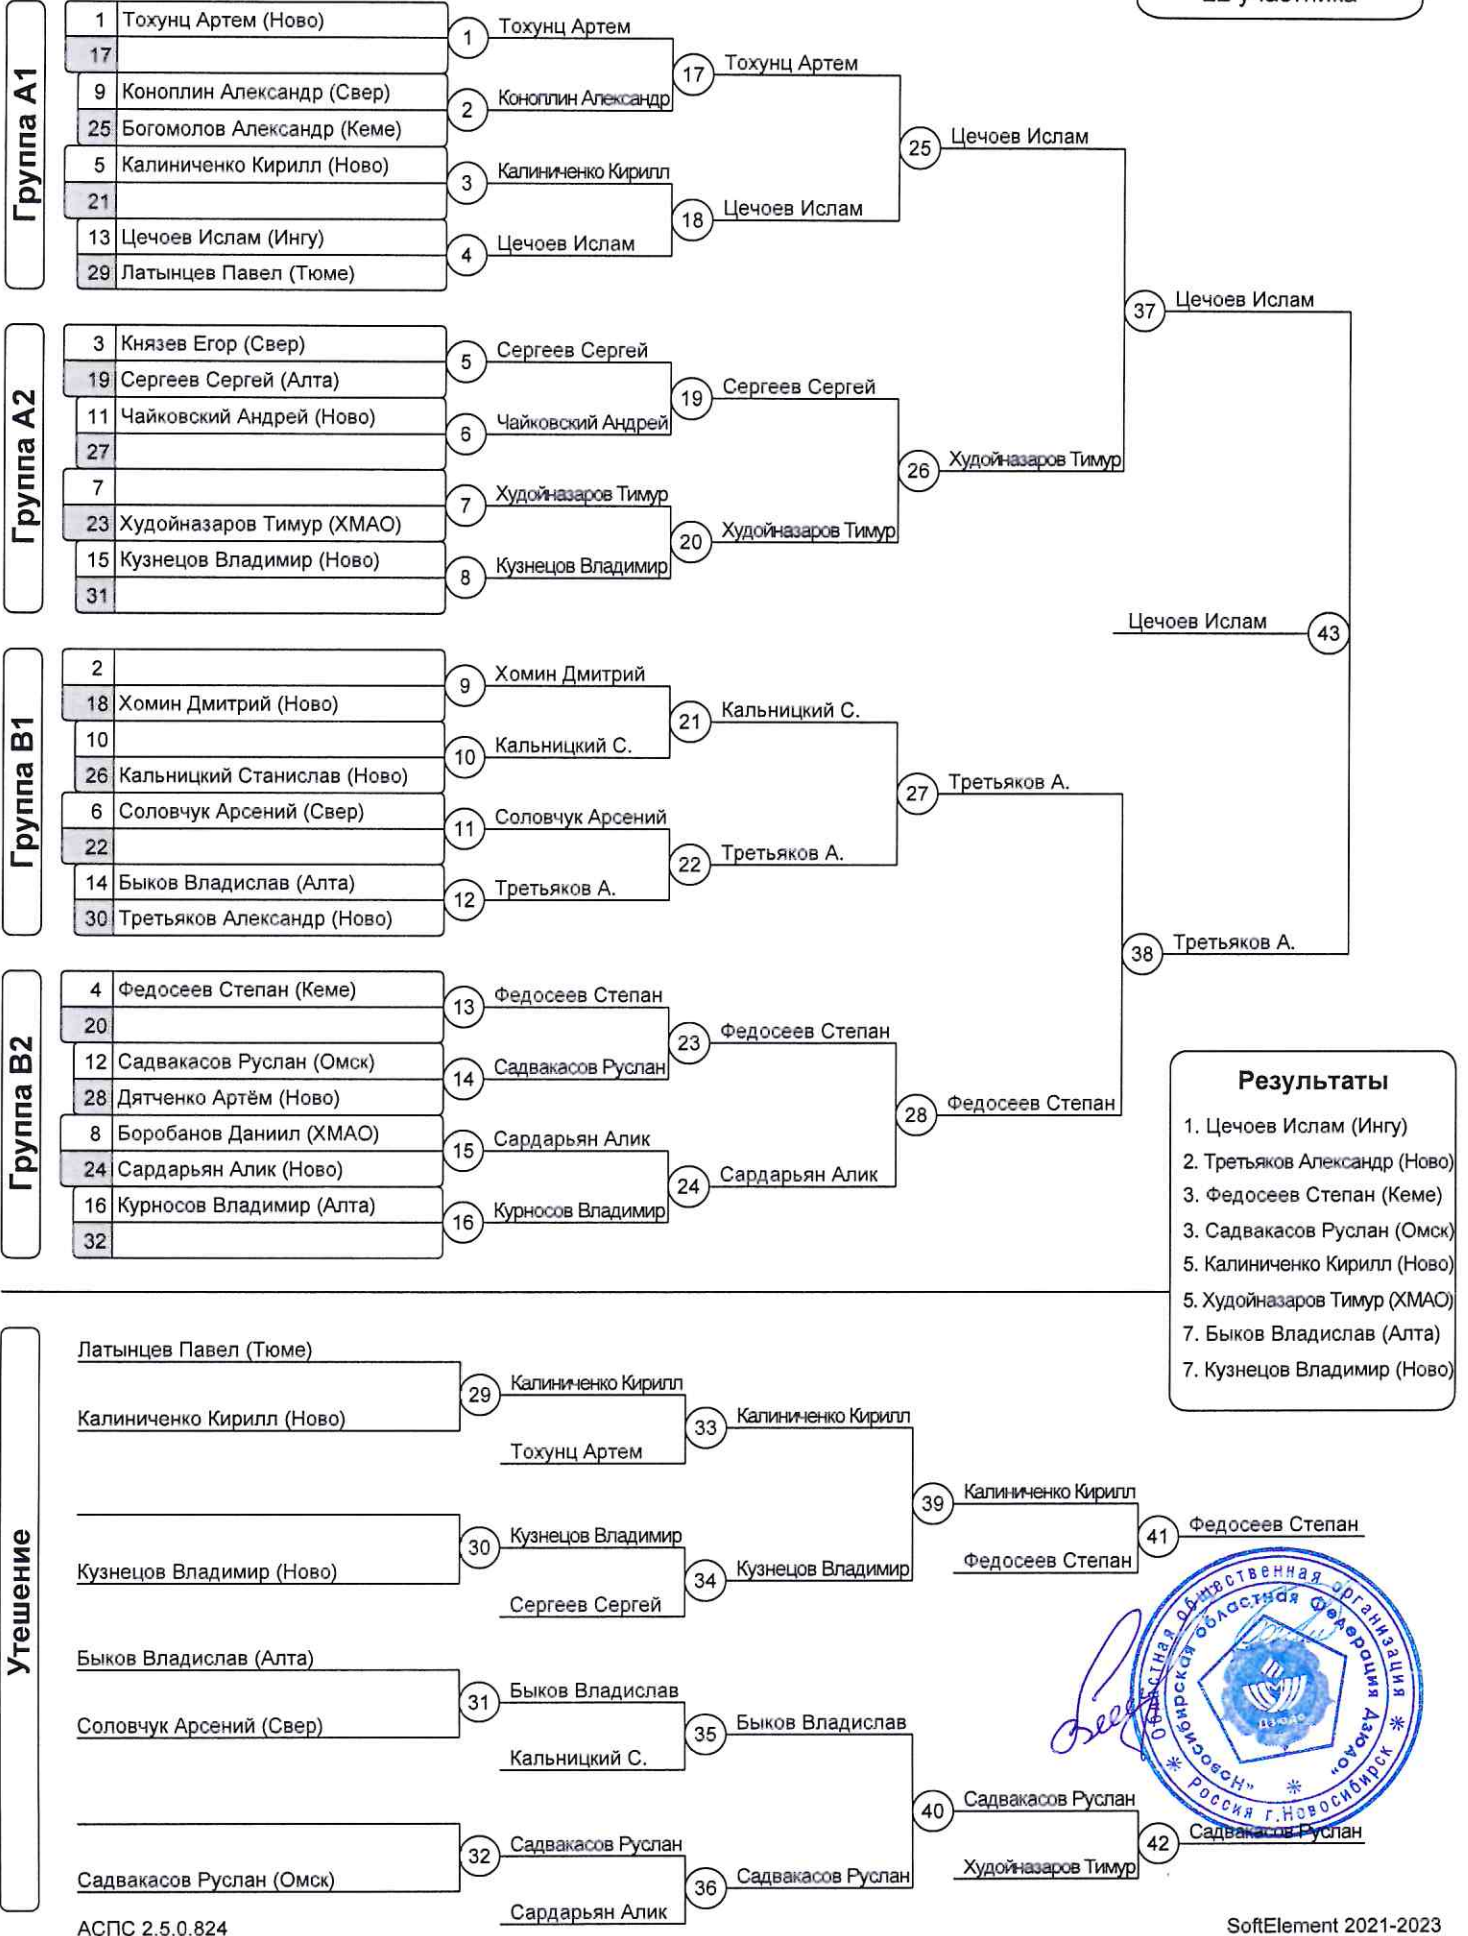 22 участника
Группа A1
1 Тохунц Артем (Ново)
17
9 Коноплин Александр (Свер)
25 Богомолов Александр (Кеме)
5 Калиниченко Кирилл (Ново)
21
13 Цечоев Ислам (Ингу)
29 Латынцев Павел (Тюме)
1 Тохунц Артем
2 Коноплин Александр
3 Калиниченко Кирилл
4 Цечоев Ислам
17 Тохунц Артем
18 Цечоев Ислам
25 Цечоев Ислам
Группа A2
3 Князев Егор (Свер)
19 Сергеев Сергей (Алта)
11 Чайковский Андрей (Ново)
27
7
23 Худойназаров Тимур (ХМАО)
15 Кузнецов Владимир (Ново)
31
5 Сергеев Сергей
6 Чайковский Андрей
7 Худойназаров Тимур
8 Кузнецов Владимир
19 Сергеев Сергей
20 Худойназаров Тимур
26 Худойназаров Тимур
37 Цечоев Ислам
Цечоев Ислам 43
Группа B1
2
18 Хомин Дмитрий (Ново)
10
26 Кальницкий Станислав (Ново)
6 Соловчук Арсений (Свер)
22
14 Быков Владислав (Алта)
30 Третьяков Александр (Ново)
9 Хомин Дмитрий
10 Кальницкий С.
11 Соловчук Арсений
12 Третьяков А.
21 Кальницкий С.
22 Третьяков А.
27 Третьяков А.
38 Третьяков А.
Группа B2
4 Федосеев Степан (Кеме)
20
12 Садвакасов Руслан (Омск)
28 Дятченко Артём (Ново)
8 Боробанов Даниил (ХМАО)
24 Сардарьян Алик (Ново)
16 Курносов Владимир (Алта)
32
13 Федосеев Степан
14 Садвакасов Руслан
15 Сардарьян Алик
16 Курносов Владимир
23 Федосеев Степан
24 Сардарьян Алик
28 Федосеев Степан
Результаты
1. Цечоев Ислам (Ингу)
2. Третьяков Александр (Ново)
3. Федосеев Степан (Кеме)
3. Садвакасов Руслан (Омск)
5. Калиниченко Кирилл (Ново)
5. Худойназаров Тимур (ХМАО)
7. Быков Владислав (Алта)
7. Кузнецов Владимир (Ново)
Утешение
Латынцев Павел (Тюме)
Калиниченко Кирилл (Ново)
29 Калиниченко Кирилл
Тохунц Артем
33 Калиниченко Кирилл
Кузнецов Владимир (Ново)
30 Кузнецов Владимир
Сергеев Сергей
34 Кузнецов Владимир
39 Калиниченко Кирилл
Федосеев Степан
41 Федосеев Степан
Быков Владислав (Алта)
Соловчук Арсений (Свер)
31 Быков Владислав
Кальницкий С.
35 Быков Владислав
Садвакасов Руслан (Омск)
32 Садвакасов Руслан
Сардарьян Алик
36 Садвакасов Руслан
40 Садвакасов Руслан
Худойназаров Тимур
42 Садвакасов Руслан
Областная общественная организация
* Россия г.Новосибирск *
"Новосибирская областная Федерация Дзюдо"
*
ДЗЮДО
АСПС 2.5.0.824
SoftElement 2021-2023